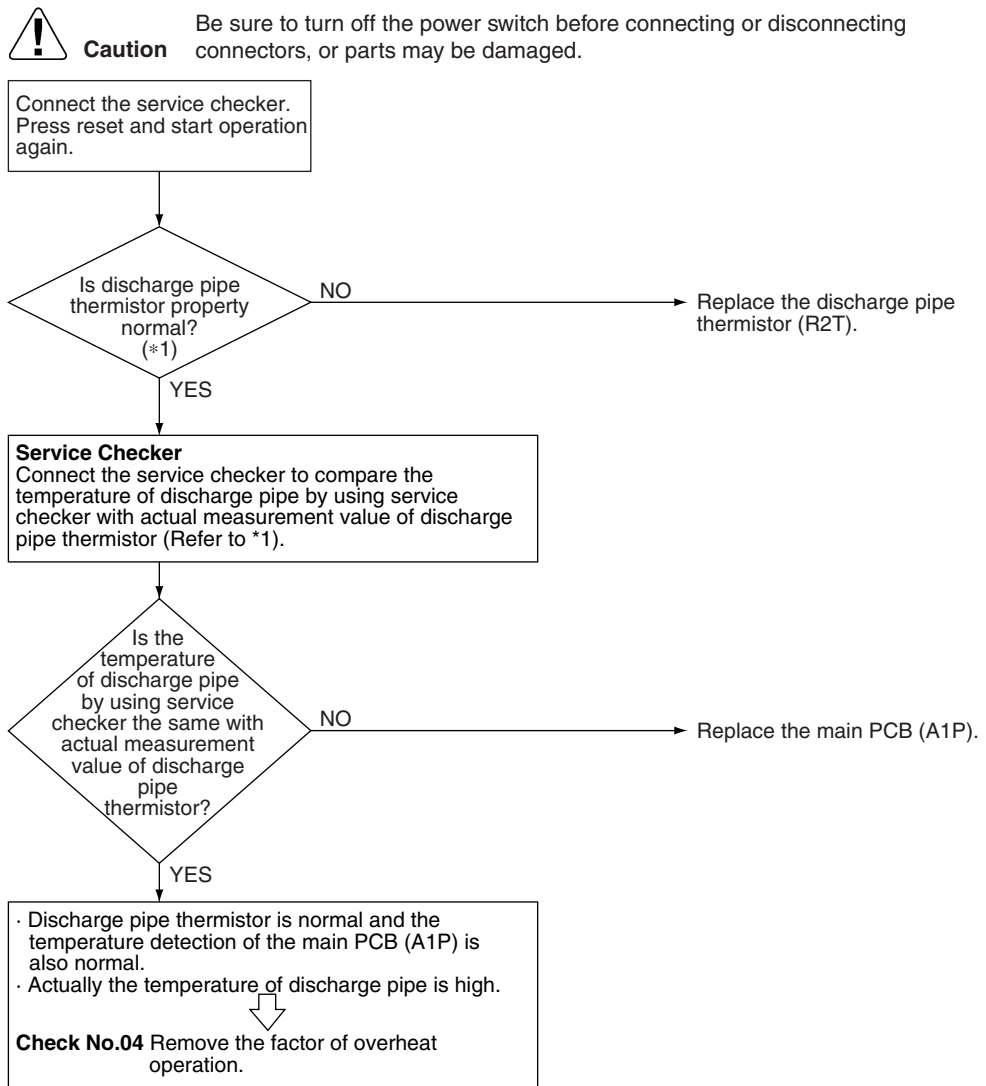 Be sure to turn off the power switch before connecting or disconnecting
Caution connectors, or parts may be damaged.
Connect the service checker.
Press reset and start operation
again.
Is discharge pipe
thermistor property
normal?
(*1)
NO
Replace the discharge pipe
thermistor (R2T).
YES
Service Checker
Connect the service checker to compare the
temperature of discharge pipe by using service
checker with actual measurement value of discharge
pipe thermistor (Refer to *1).
Is the
temperature
of discharge pipe
by using service
checker the same with
actual measurement
value of discharge
pipe
thermistor?
NO
Replace the main PCB (A1P).
YES
· Discharge pipe thermistor is normal and the
temperature detection of the main PCB (A1P) is
also normal.
· Actually the temperature of discharge pipe is high.
Check No.04 Remove the factor of overheat
operation.